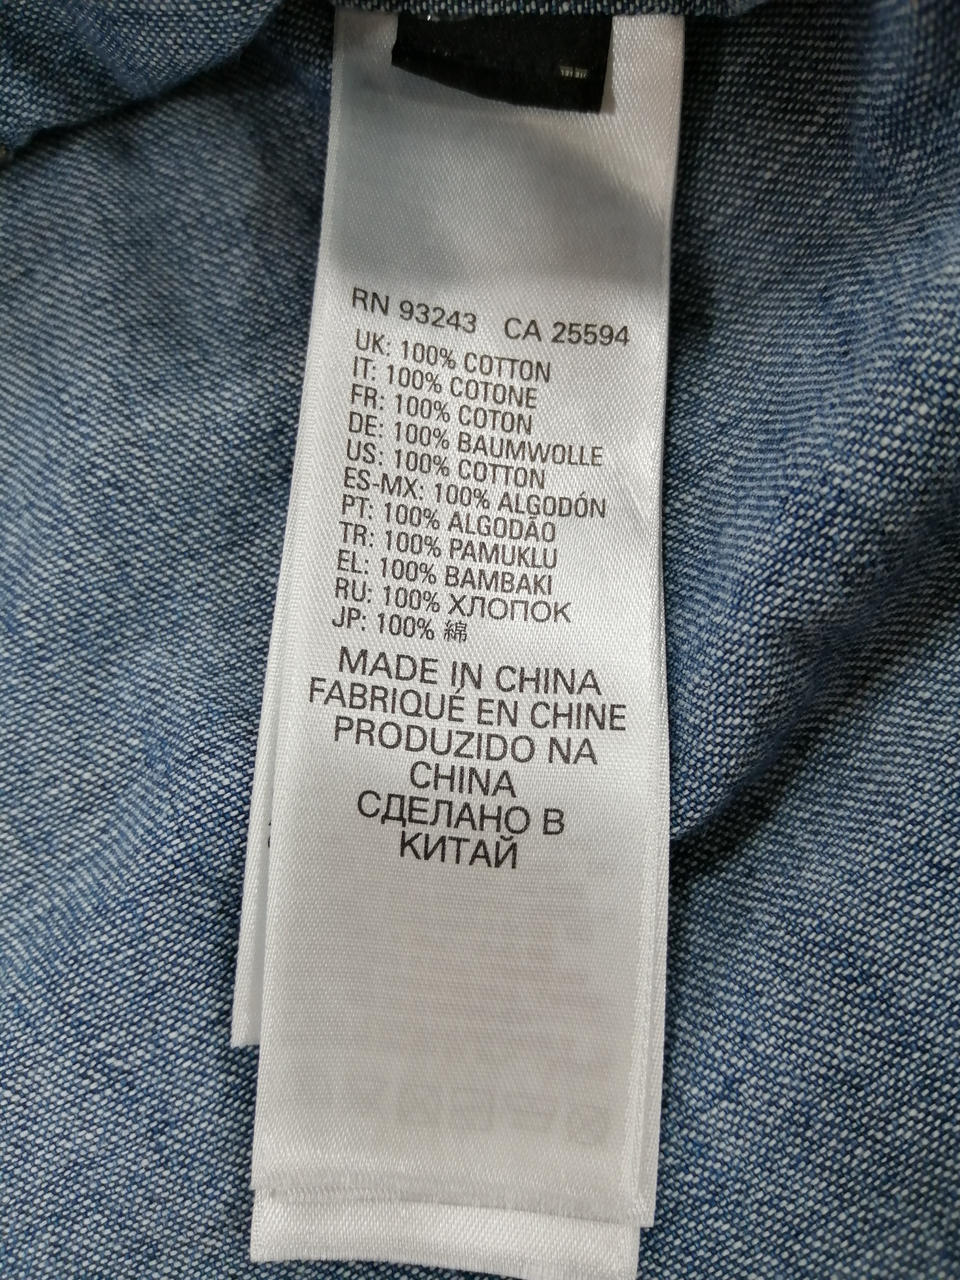 RN 93243 CA 25594
UK: 100% COTTON
IT: 100% COTONE
FR: 100% COTON
DE: 100% BAUMWOLLE
US: 100% COTTON
ES-MX: 100% ALGODÓN
PT: 100% ALGODÃO
TR: 100% PAMUKLU
EL: 100% BAMBAKI
RU: 100% ХЛОПОК
JP: 100% 綿
MADE IN CHINA
FABRIQUÉ EN CHINE
PRODUZIDO NA
CHINA
СДЕЛАНО В
КИТАЙ